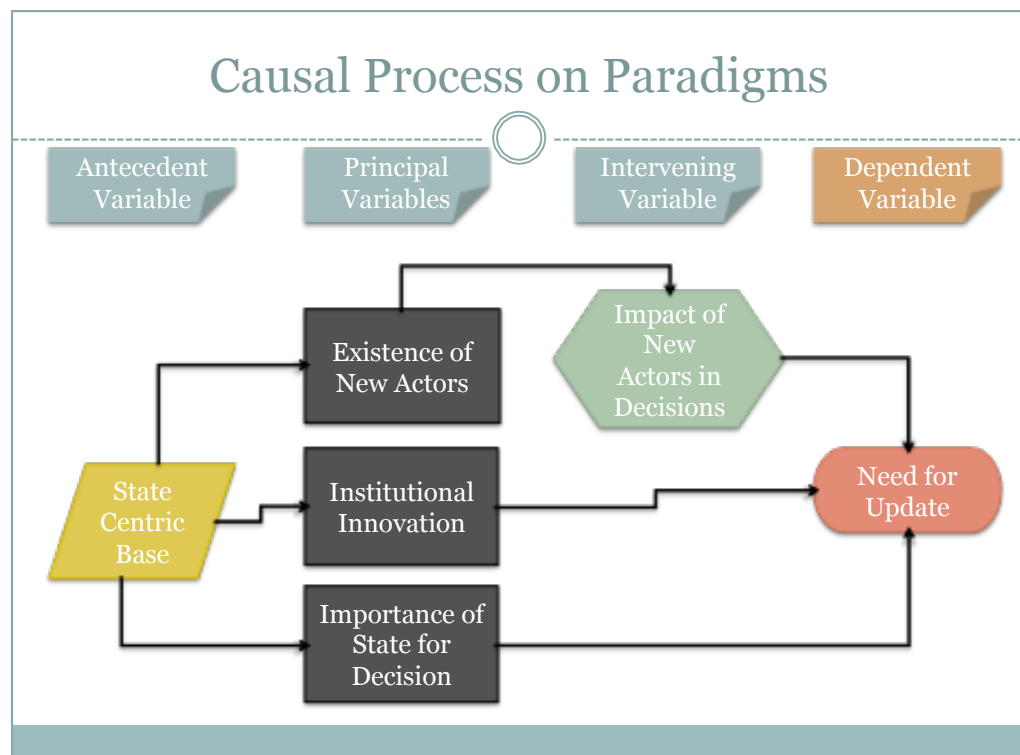 Causal Process on Paradigms
Antecedent
Variable
Principal
Variables
Intervening
Variable
Dependent
Variable
Existence of
New Actors
Impact of
New
Actors in
Decisions
State
Centric
Base
Institutional
Innovation
Need for
Update
Importance of
State for
Decision